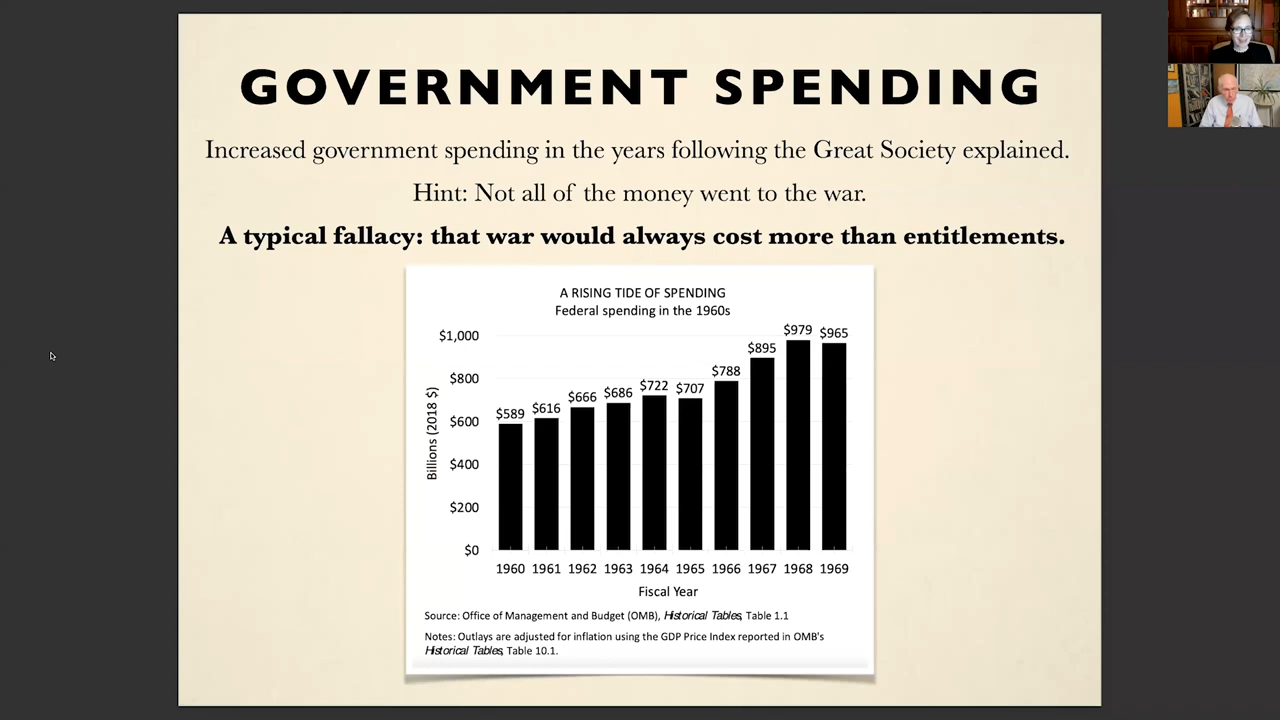 GOVERNMENT SPENDING
Increased government spending in the years following the Great Society explained.
Hint: Not all of the money went to the war.
A typical fallacy: that war would always cost more than entitlements.
A RISING TIDE OF SPENDING
Federal spending in the 1960s
Billions (2018 $)
$1,000
$800
$600
$400
$200
$0
$589
$616
$666
$686
$722
$707
$788
$895
$979
$965
1960 1961 1962 1963 1964 1965 1966 1967 1968 1969
Fiscal Year
Source: Office of Management and Budget (OMB), Historical Tables, Table 1.1
Notes: Outlays are adjusted for inflation using the GDP Price Index reported in OMB's
Historical Tables, Table 10.1.